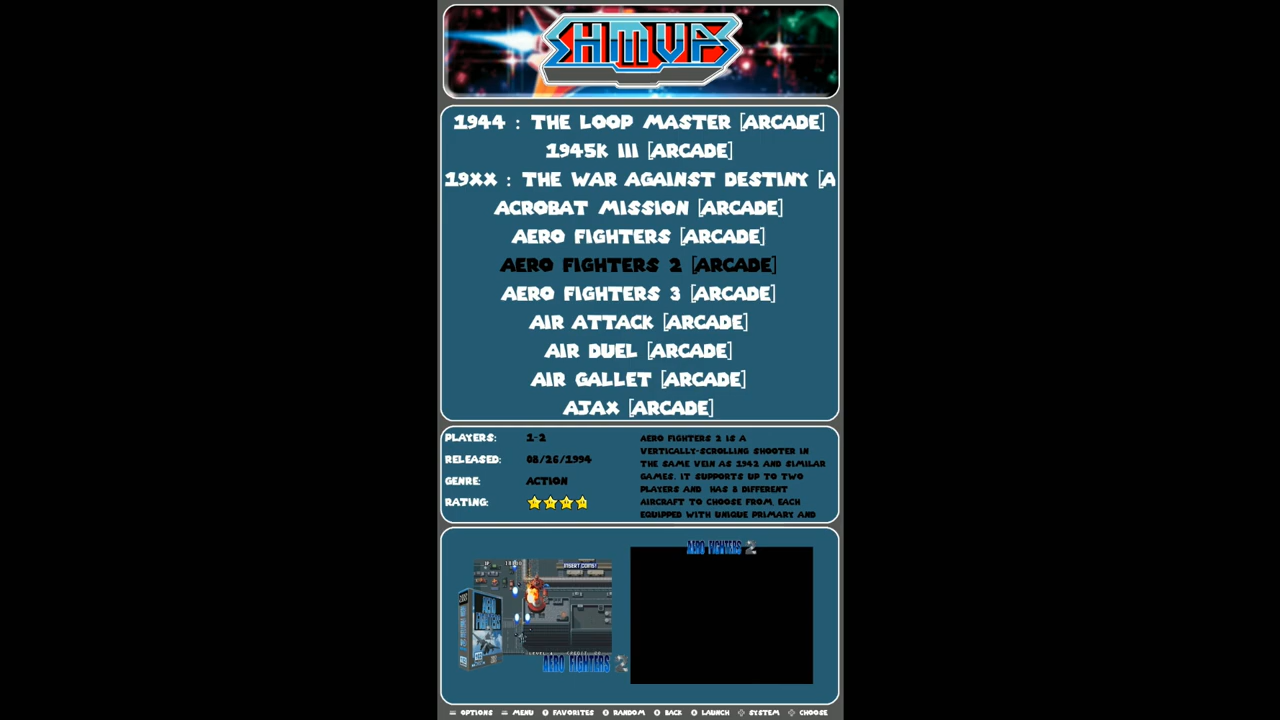 SHMUPS
1944 : THE LOOP MASTER [ARCADE]
1945K III [ARCADE]
19XX : THE WAR AGAINST DESTINY [A
ACROBAT MISSION [ARCADE]
AERO FIGHTERS [ARCADE]
AERO FIGHTERS 2 [ARCADE]
AERO FIGHTERS 3 [ARCADE]
AIR ATTACK [ARCADE]
AIR DUEL [ARCADE]
AIR GALLET [ARCADE]
AJAX [ARCADE]
PLAYERS: 1-2
RELEASED: 08/26/1994
GENRE: ACTION
RATING:
AERO FIGHTERS 2 IS A
VERTICALLY-SCROLLING SHOOTER IN
THE SAME VEIN AS 1942 AND SIMILAR
GAMES. IT SUPPORTS UP TO TWO
PLAYERS AND HAS 8 DIFFERENT
AIRCRAFT TO CHOOSE FROM, EACH
EQUIPPED WITH UNIQUE PRIMARY AND
AERO FIGHTERS 2
INSERT COIN!
AERO FIGHTERS
AERO FIGHTERS 2
OPTIONS MENU FAVORITES RANDOM BACK LAUNCH SYSTEM CHOOSE